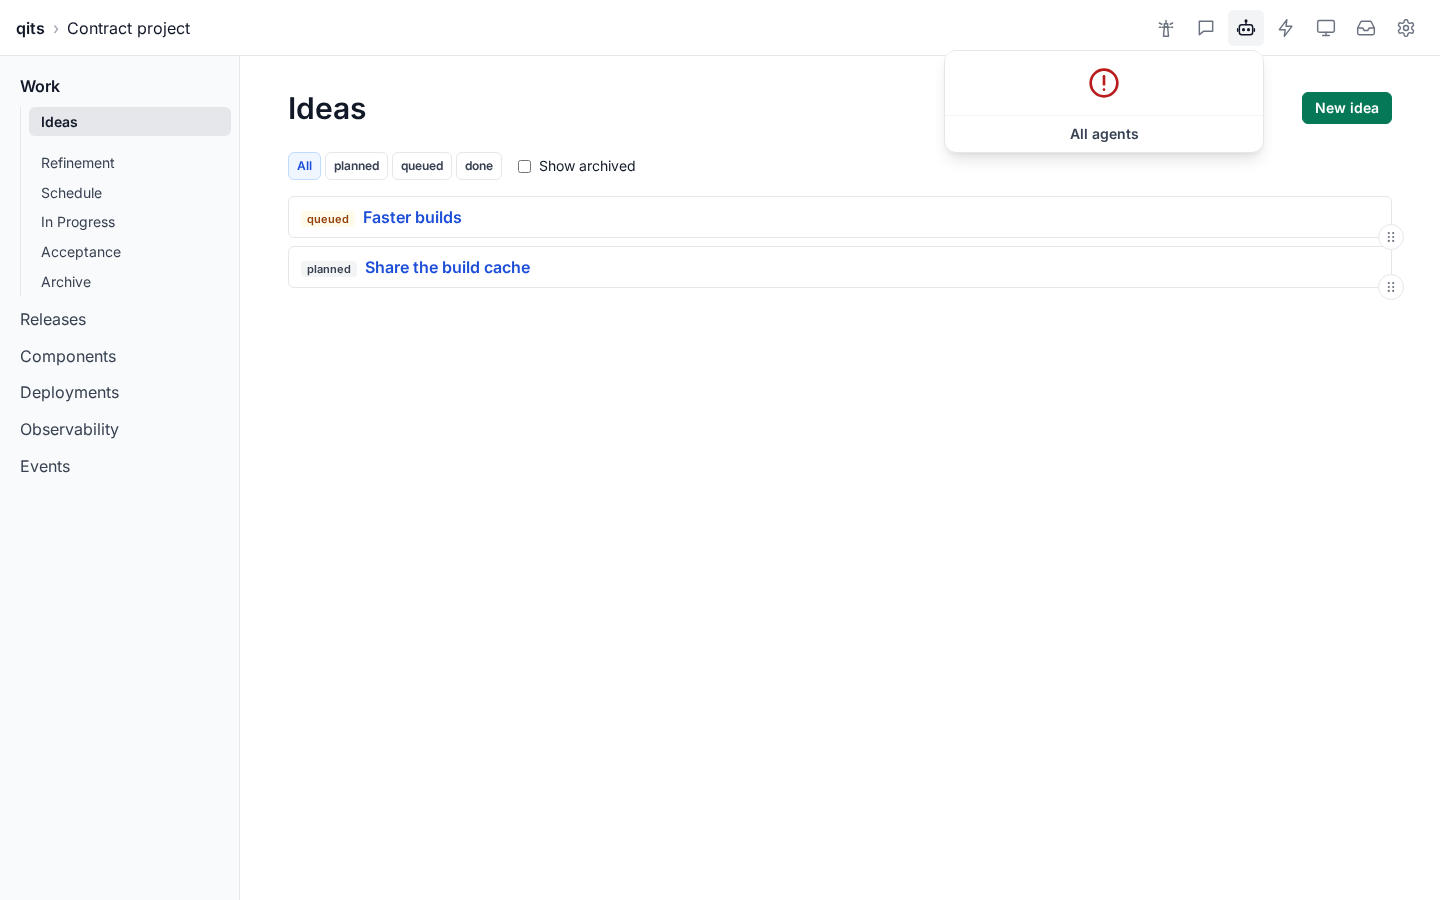 qits › Contract project
Work
Ideas
Refinement
Schedule
In Progress
Acceptance
Archive
Releases
Components
Deployments
Observability
Events
Ideas
New idea
All agents
All planned queued done Show archived
queued Faster builds
planned Share the build cache